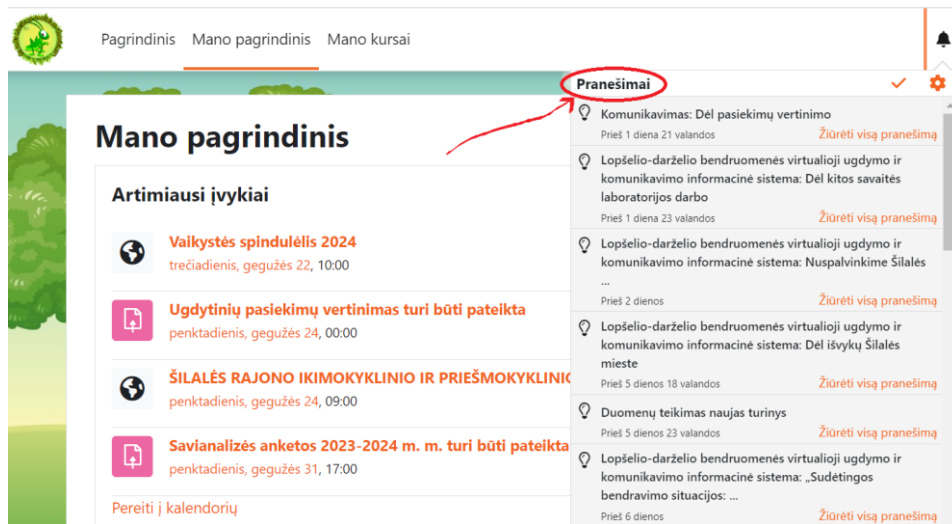 Pagrindinis Mano pagrindinis Mano kursai
Mano pagrindinis
Artimiausi įvykiai
Vaikystės spindulėlis 2024
trečiadienis, gegužės 22, 10:00
Ugdytinių pasiekimų vertinimas turi būti pateikta
penktadienis, gegužės 24, 00:00
ŠILALĖS RAJONO IKIMOKYKLINIO IR PRIEŠMOKYKLINIO
penktadienis, gegužės 24, 09:00
Savianalizės anketos 2023-2024 m. m. turi būti pateikta
penktadienis, gegužės 31, 17:00
Pereiti į kalendorių
Pranešimai
Komunikavimas: Dėl pasiekimų vertinimo
Prieš 1 diena 21 valandos Žiūrėti visą pranešimą
Lopšelio-darželio bendruomenės virtualioji ugdymo ir
komunikavimo informacinė sistema: Dėl kitos savaitės
laboratorijos darbo
Prieš 1 diena 23 valandos Žiūrėti visą pranešimą
Lopšelio-darželio bendruomenės virtualioji ugdymo ir
komunikavimo informacinė sistema: Nuspalvinkime Šilalės
...
Prieš 2 dienos Žiūrėti visą pranešimą
Lopšelio-darželio bendruomenės virtualioji ugdymo ir
komunikavimo informacinė sistema: Dėl išvykų Šilalės
mieste
Prieš 5 dienos 18 valandos Žiūrėti visą pranešimą
Duomenų teikimas naujas turinys
Prieš 5 dienos 23 valandos Žiūrėti visą pranešimą
Lopšelio-darželio bendruomenės virtualioji ugdymo ir
komunikavimo informacinė sistema: „Sudėtingos
bendravimo situacijos: ...
Prieš 6 dienos Žiūrėti visą pranešimą